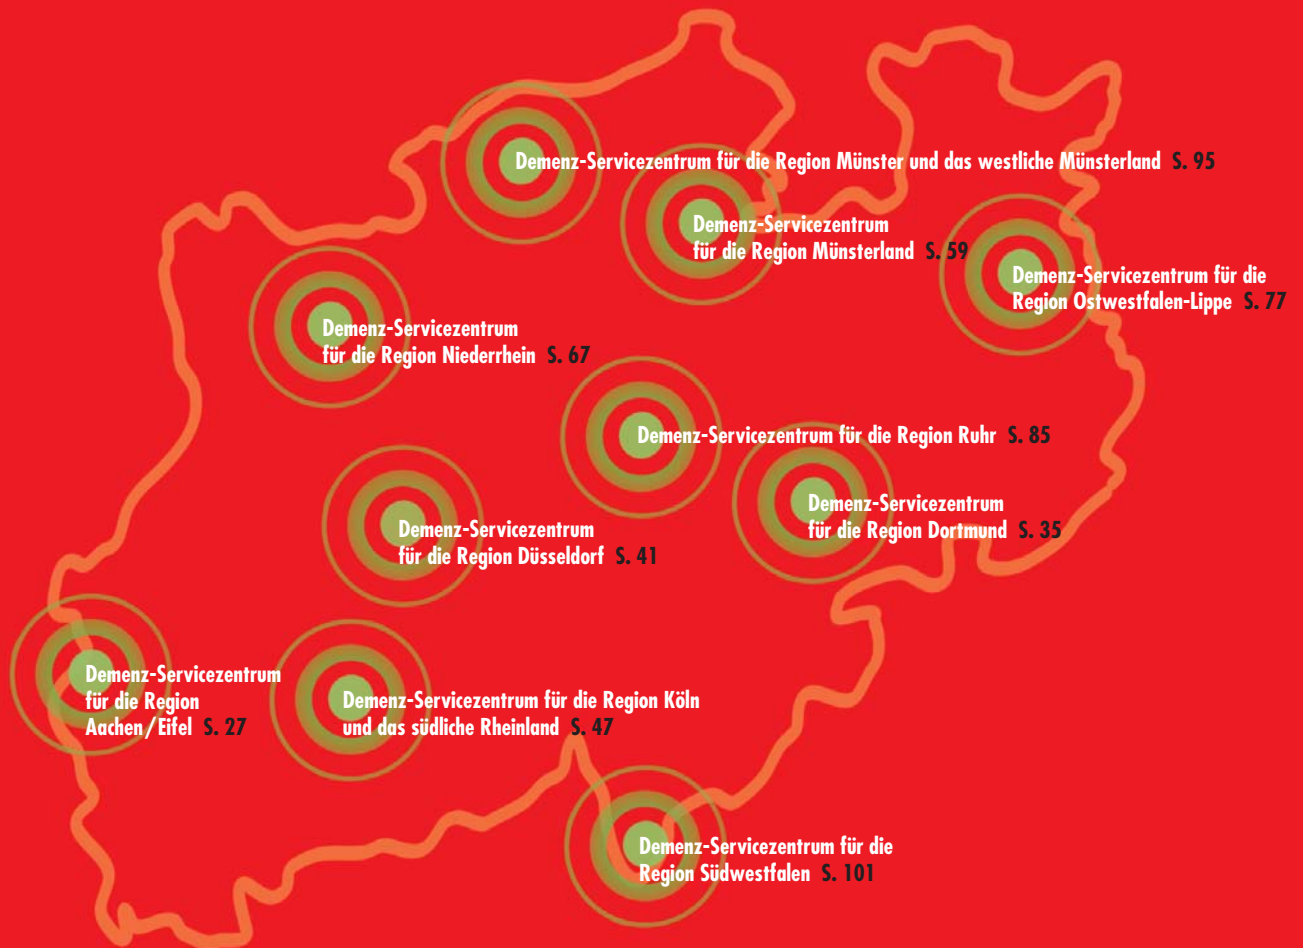 Demenz-Servicezentrum für die Region Münster und das westliche Münsterland S. 95
Demenz-Servicezentrum
für die Region Münsterland S. 59
Demenz-Servicezentrum für die
Region Ostwestfalen-Lippe S. 77
Demenz-Servicezentrum
für die Region Niederrhein S. 67
Demenz-Servicezentrum für die Region Ruhr S. 85
Demenz-Servicezentrum
für die Region Dortmund S. 35
Demenz-Servicezentrum
für die Region Düsseldorf S. 41
Demenz-Servicezentrum
für die Region
Aachen/Eifel S. 27
Demenz-Servicezentrum für die Region Köln
und das südliche Rheinland S. 47
Demenz-Servicezentrum für die
Region Südwestfalen S. 101